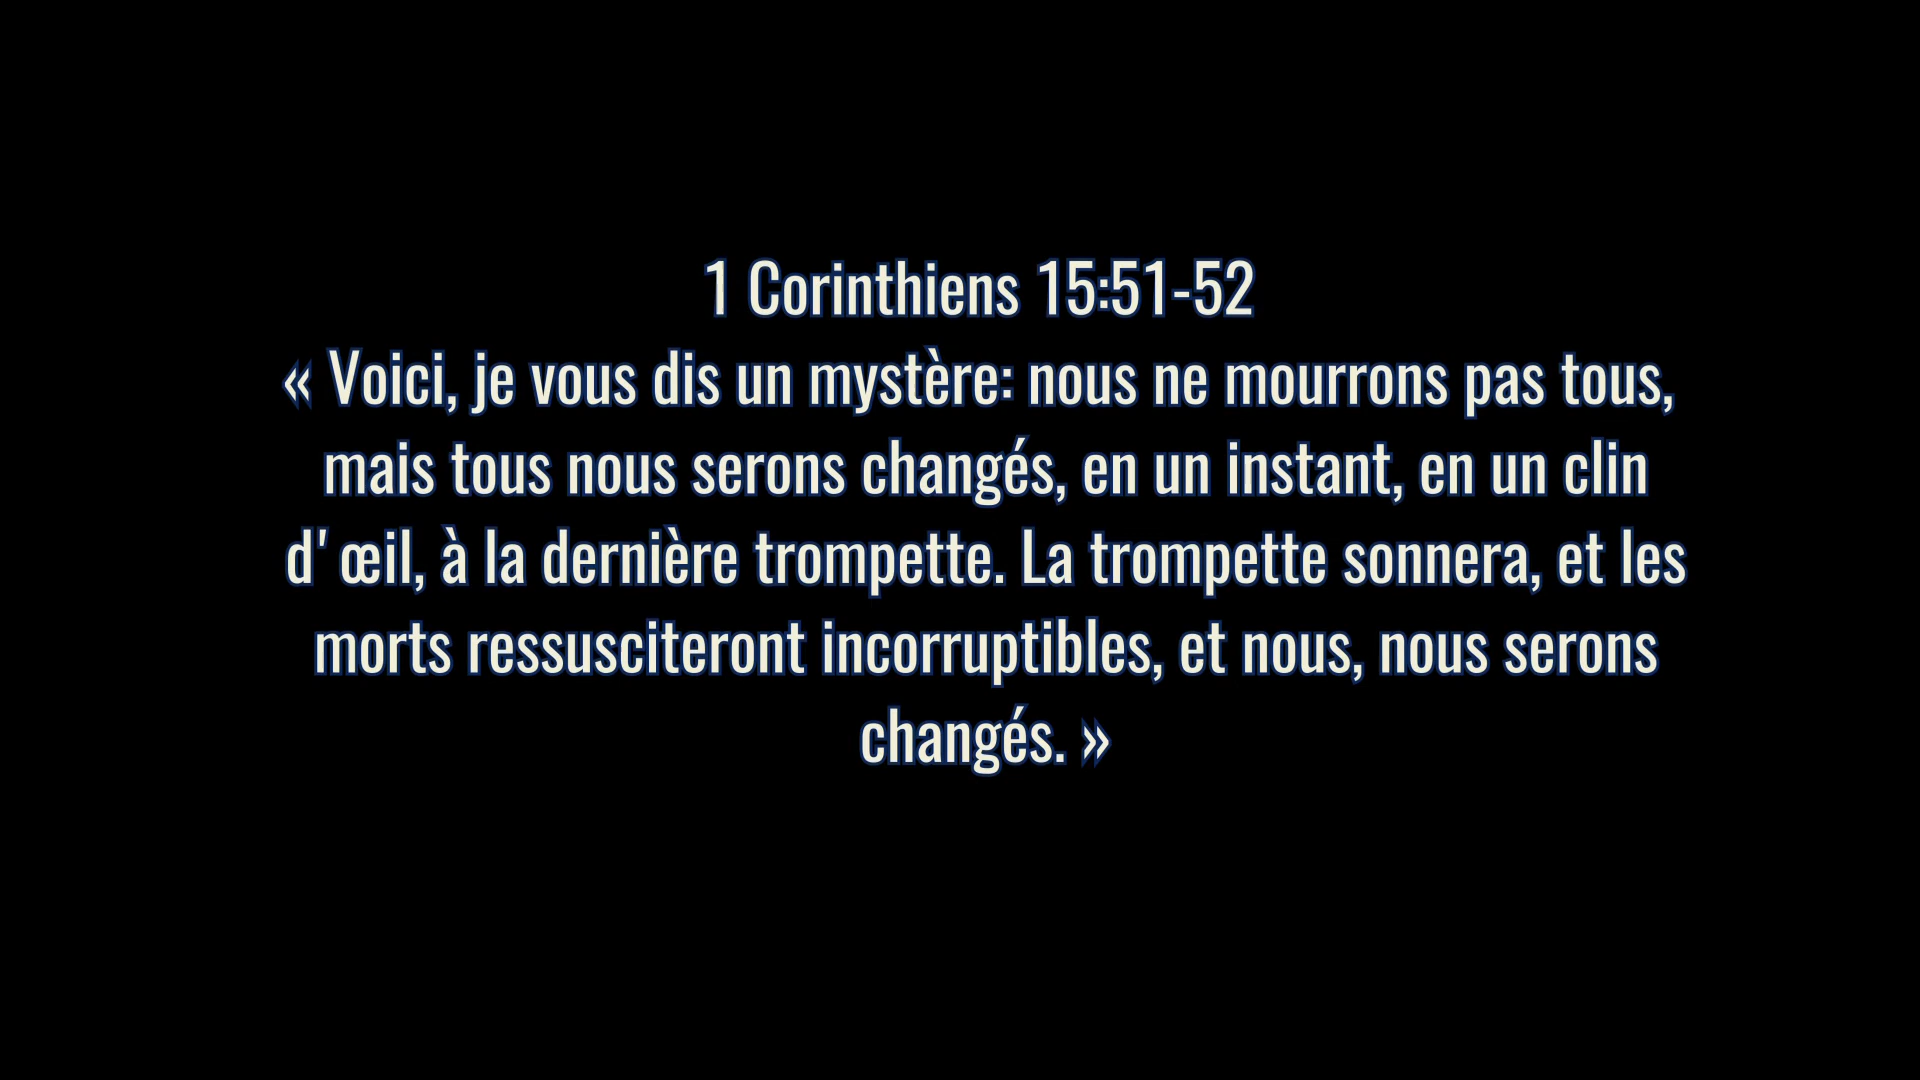 1 Corinthiens 15:51-52
« Voici, je vous dis un mystère: nous ne mourrons pas tous,
mais tous nous serons changés, en un instant, en un clin
d' œil, à la dernière trompette. La trompette sonnera, et les
morts ressusciteront incorruptibles, et nous, nous serons
changés. »